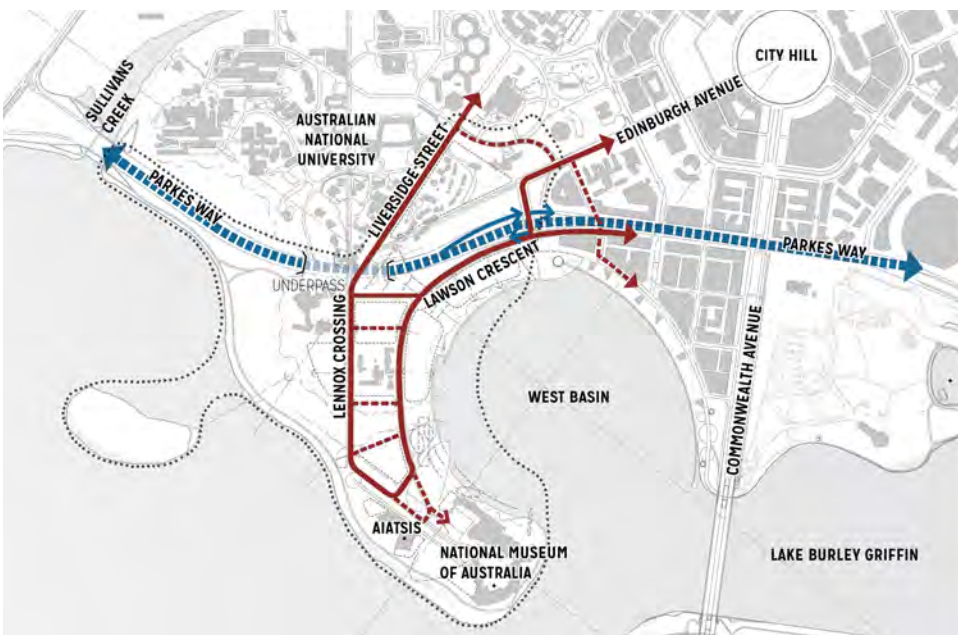 CITY HILL
SULLIVANS
CREEK
EDINBURGH AVENUE
AUSTRALIAN
NATIONAL
UNIVERSITY
LIVERSIDGE STREET
PARKES WAY
PARKES WAY
UNDERPASS
LAWSON CRESCENT
LENNOX CROSSING
WEST BASIN
COMMONWEALTH AVENUE
AIATSIS
NATIONAL MUSEUM
OF AUSTRALIA
LAKE BURLEY GRIFFIN